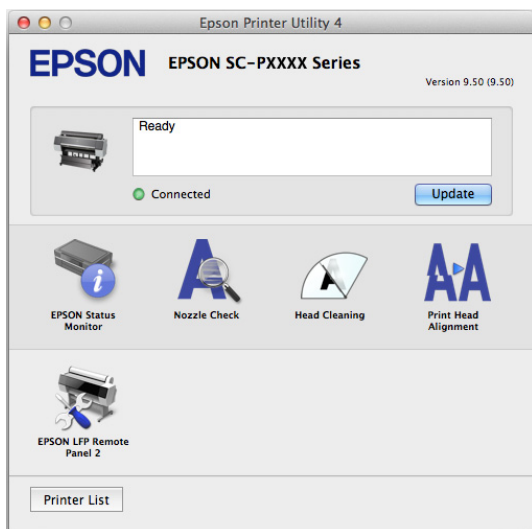 Epson Printer Utility 4
EPSON
EPSON SC-PXXXX Series
Version 9.50 (9.50)
Ready
Connected
Update
EPSON Status
Monitor
Nozzle Check
Head Cleaning
Print Head
Alignment
EPSON LFP Remote
Panel 2
Printer List